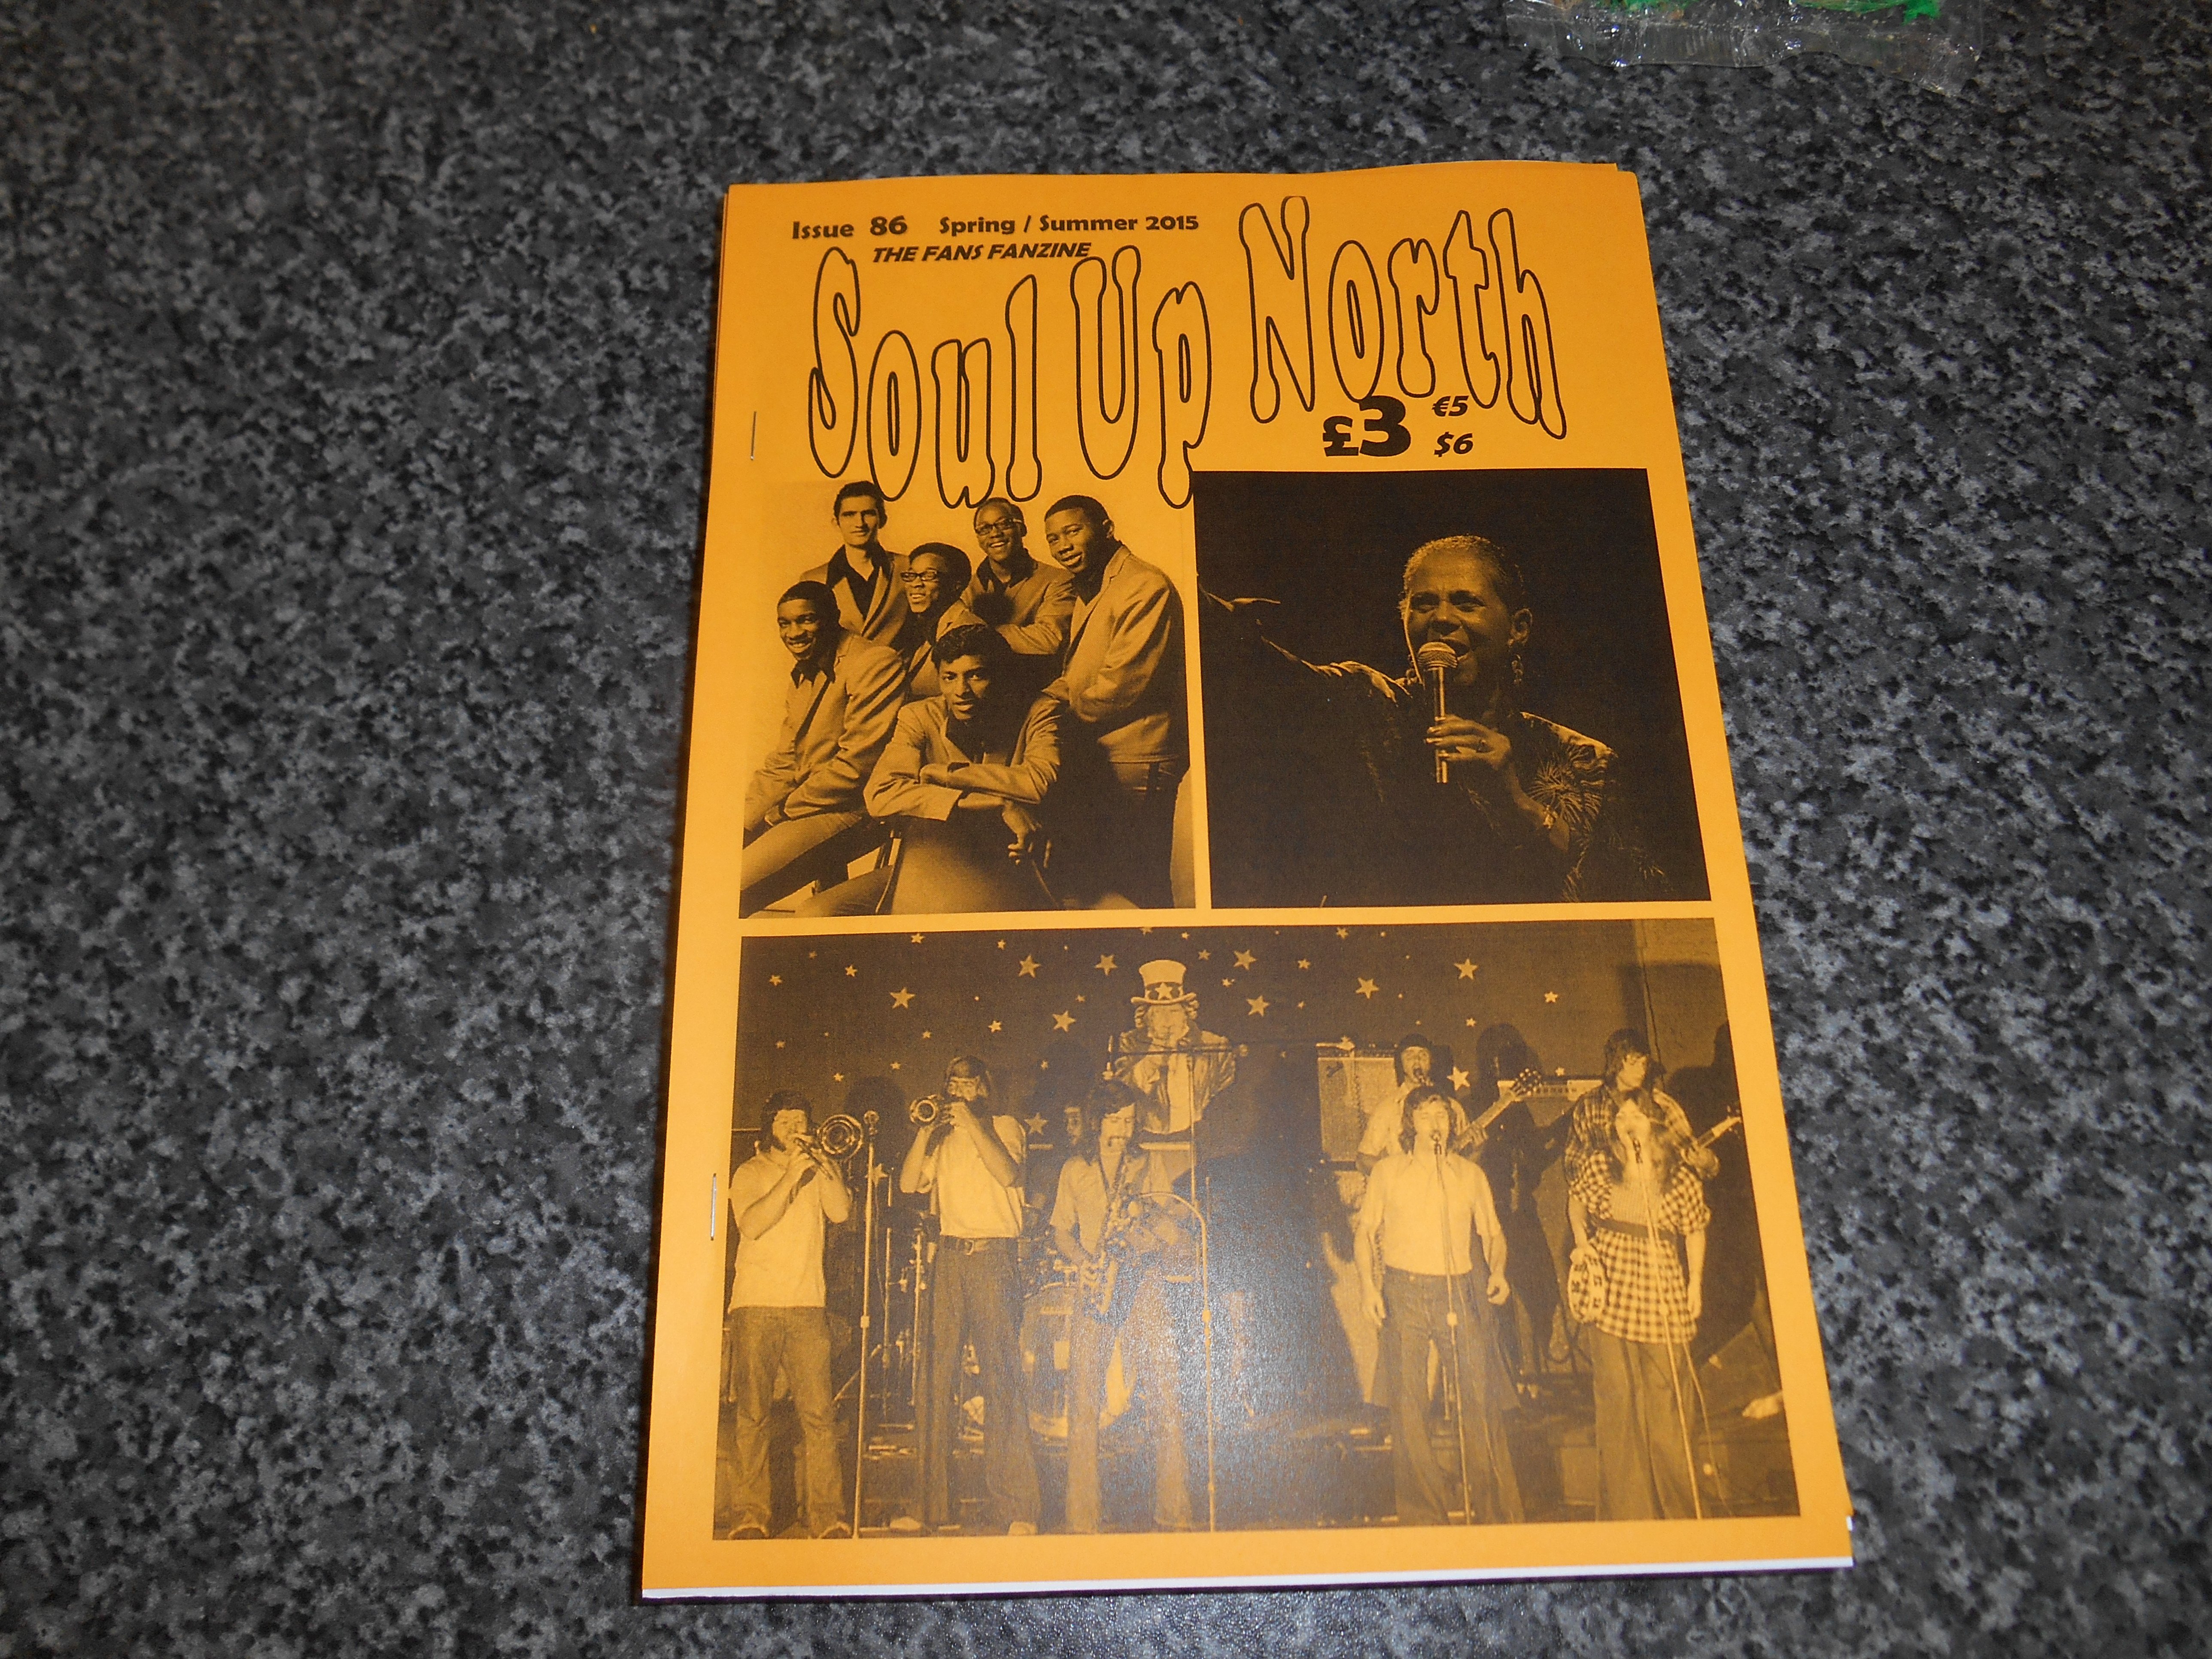 Issue 86 Spring / Summer 2015
THE FANS FANZINE
Soul Up North
£3 €5
$6